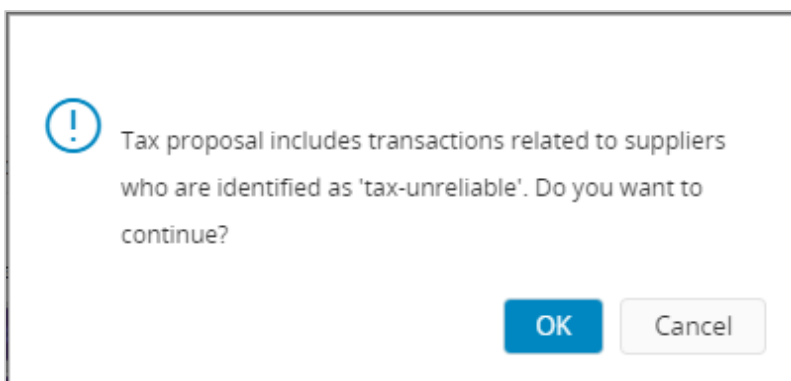 Tax proposal includes transactions related to suppliers
who are identified as 'tax-unreliable'. Do you want to
continue?
OK
Cancel